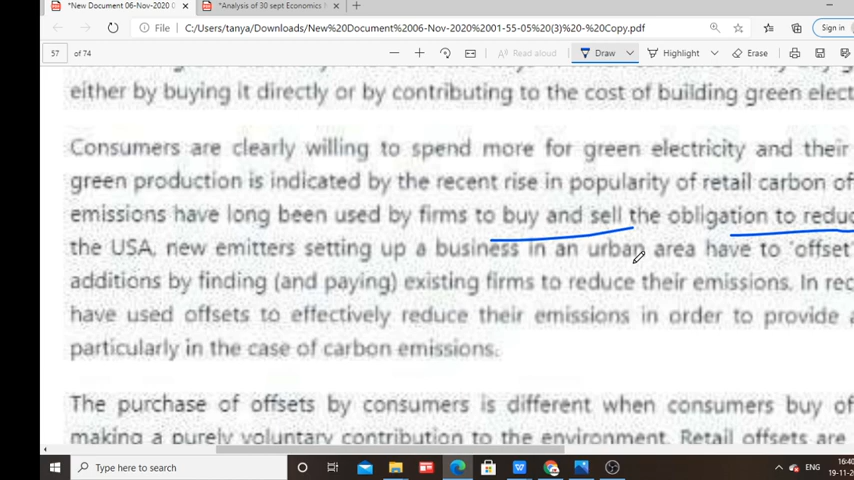 *New Document 06-Nov-2020
*Analysis of 30 sept Economics
File
C:/Users/tanya/Downloads/New%20Document%2006-Nov-2020%2001-55-05%20(3)%20-%20Copy.pdf
Sign in
57 of 74
Read aloud
Draw
Highlight
Erase
either by buying it directly or by contributing to the cost of building green elect
Consumers are clearly willing to spend more for green electricity and their
green production is indicated by the recent rise in popularity of retail carbon of
emissions have long been used by firms to buy and sell the obligation to reduc
the USA, new emitters setting up a business in an urban area have to 'offset'
additions by finding (and paying) existing firms to reduce their emissions. In rec
have used offsets to effectively reduce their emissions in order to provide a
particularly in the case of carbon emissions.
The purchase of offsets by consumers is different when consumers buy of
making a purely voluntary contribution to the environment. Retail offsets are
Type here to search
ENG
16:40
19-11-2